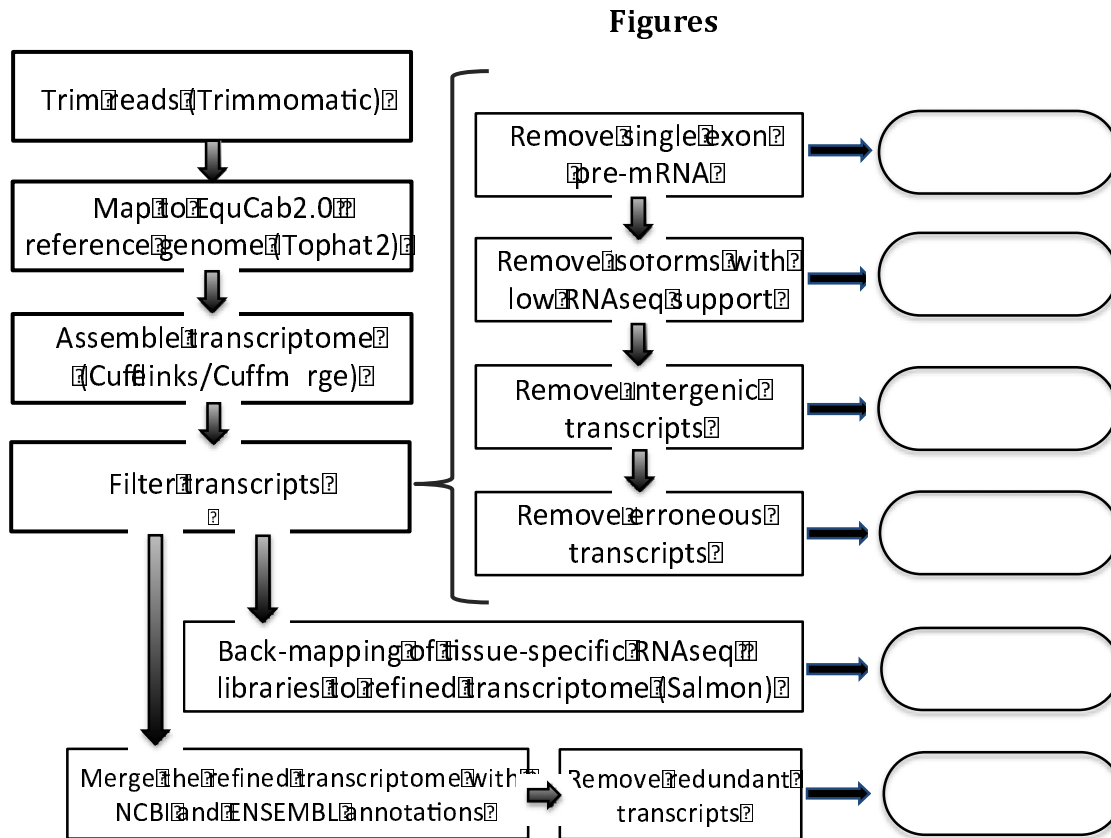 Figures
Trim reads (Trimmomatic)
Map to EquCab2.0
reference genome (Tophat2)
Assemble transcriptome
(Cufflinks/Cuffm rge)
Filter transcripts
Remove single exon
pre-mRNA
Remove isoforms with
low RNAseq support
Remove intergenic
transcripts
Remove erroneous
transcripts
Back-mapping of tissue-specific RNAseq
libraries to refined transcriptome (Salmon)
Merge the refined transcriptome with
NCBI and ENSEMBL annotations
Remove redundant
transcripts